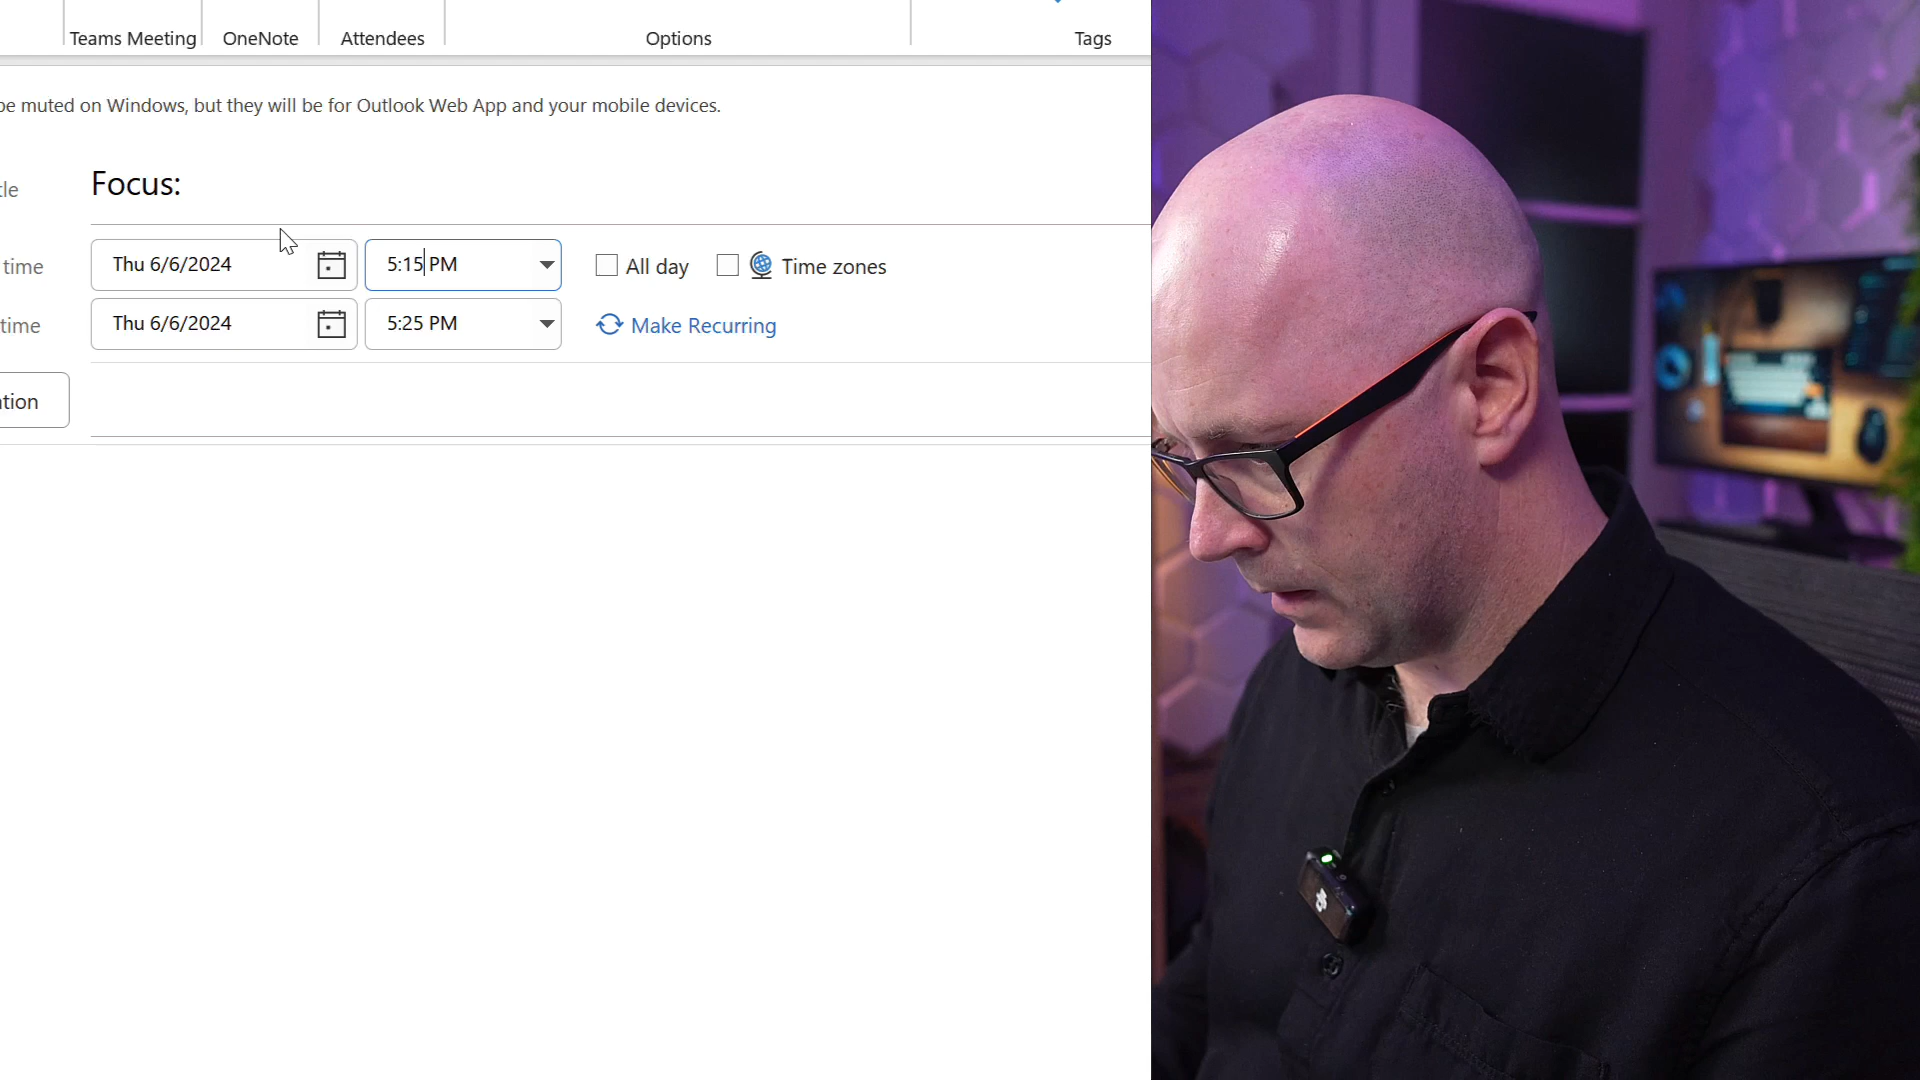 Teams Meeting OneNote Attendees Options Tags
be muted on Windows, but they will be for Outlook Web App and your mobile devices.
Focus:
time Thu 6/6/2024 5:15 PM All day Time zones
time Thu 6/6/2024 5:25 PM Make Recurring